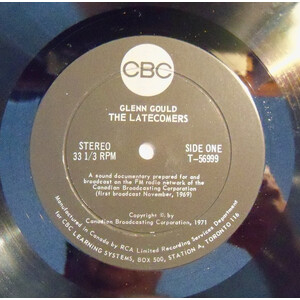 CBC
GLENN GOULD
THE LATECOMERS
STEREO
33 1/3 RPM
SIDE ONE
T-56999
A sound documentary prepared for and
broadcast on the FM radio network of the
Canadian Broadcasting Corporation
(first broadcast November, 1969)
Copyright © by
Canadian Broadcasting Corporation, 1971
Manufactured in Canada by RCA Limited Recording Services Department
for CBC LEARNING SYSTEMS, BOX 500, STATION A, TORONTO 116